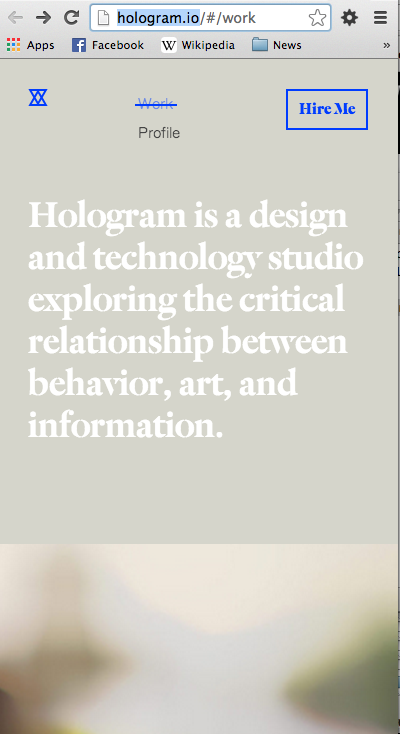 hologram.io/#/work
Apps Facebook Wikipedia News »
Work
Hire Me
Profile
Hologram is a design
and technology studio
exploring the critical
relationship between
behavior, art, and
information.